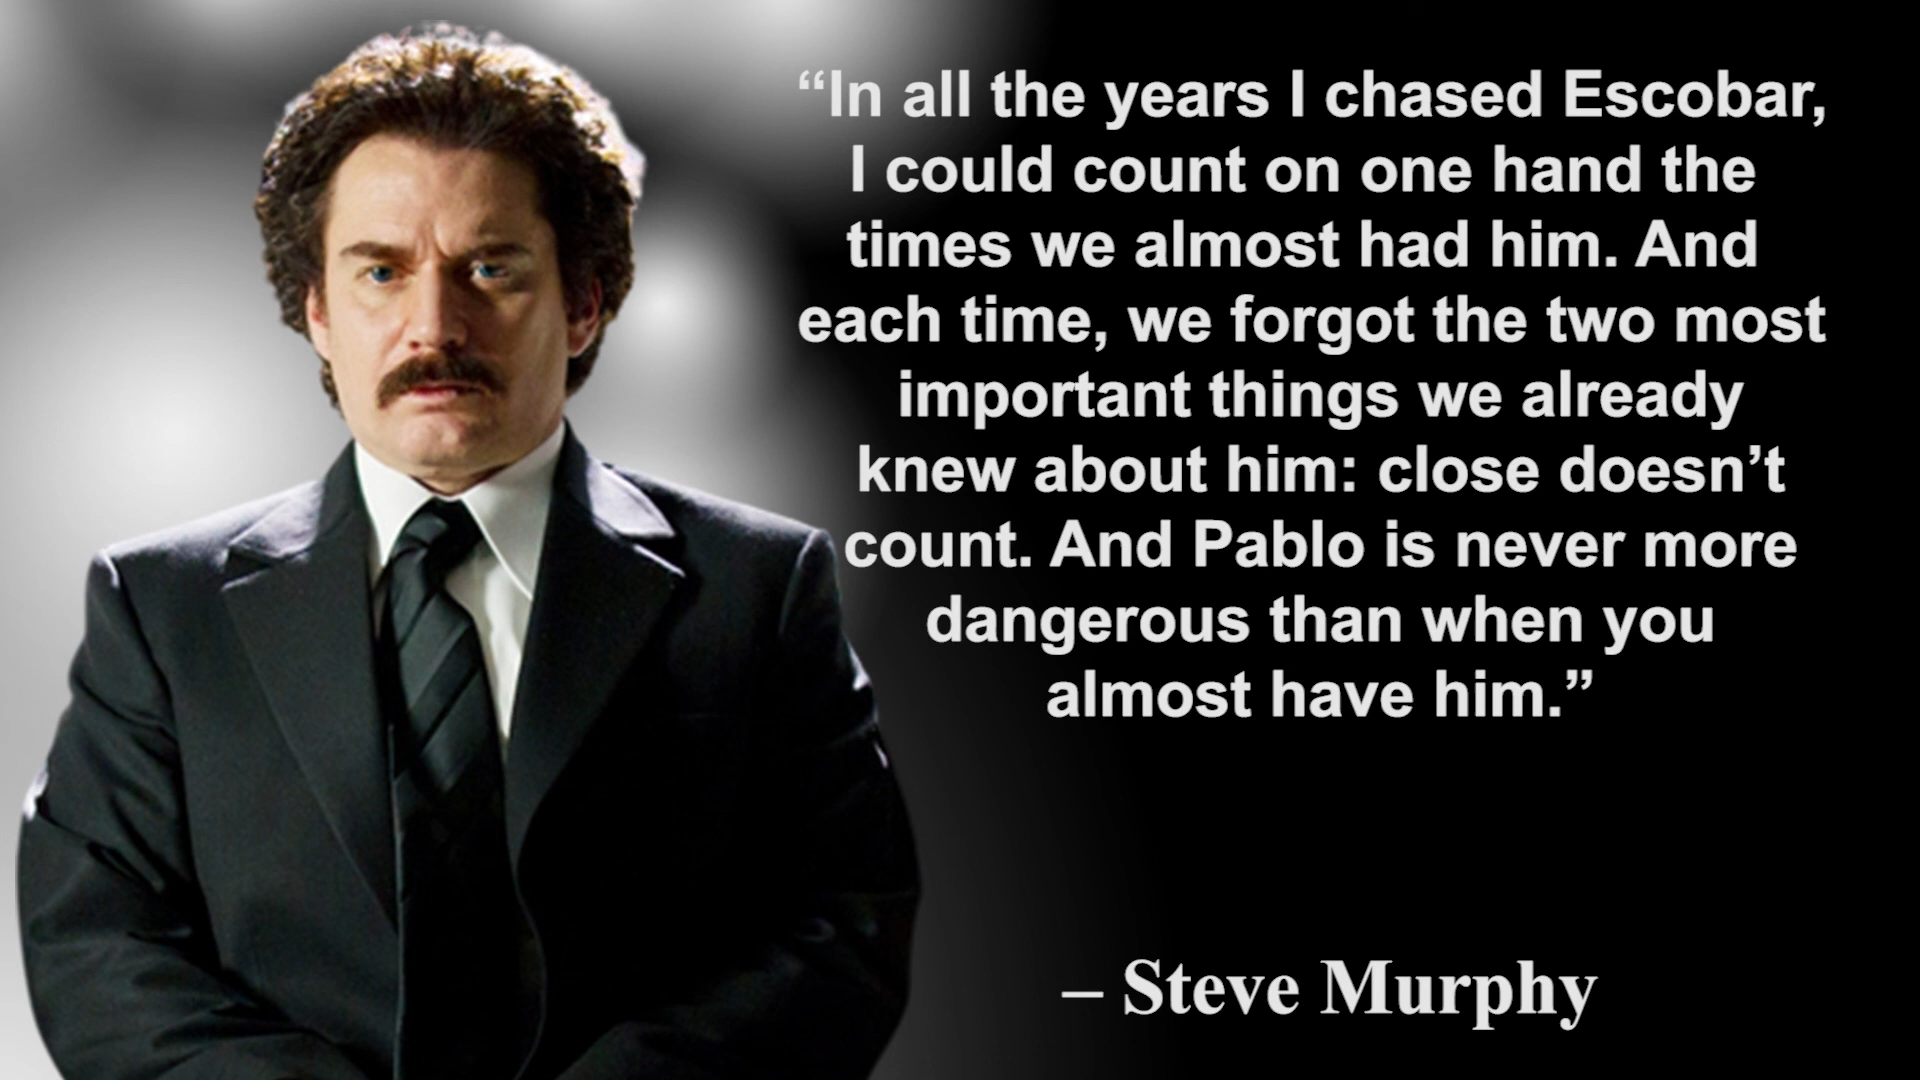 “In all the years I chased Escobar,
I could count on one hand the
times we almost had him. And
each time, we forgot the two most
important things we already
knew about him: close doesn’t
count. And Pablo is never more
dangerous than when you
almost have him.”
– Steve Murphy